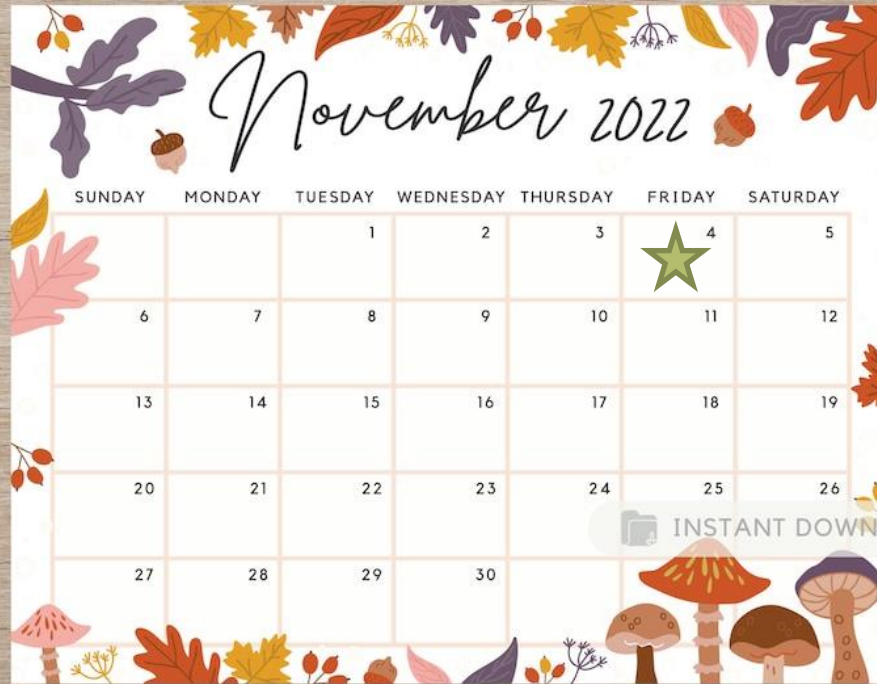 November 2022
SUNDAY MONDAY TUESDAY WEDNESDAY THURSDAY FRIDAY SATURDAY
1 2 3 4 5
6 7 8 9 10 11 12
13 14 15 16 17 18 19
20 21 22 23 24 25 26
INSTANT DOWN
27 28 29 30